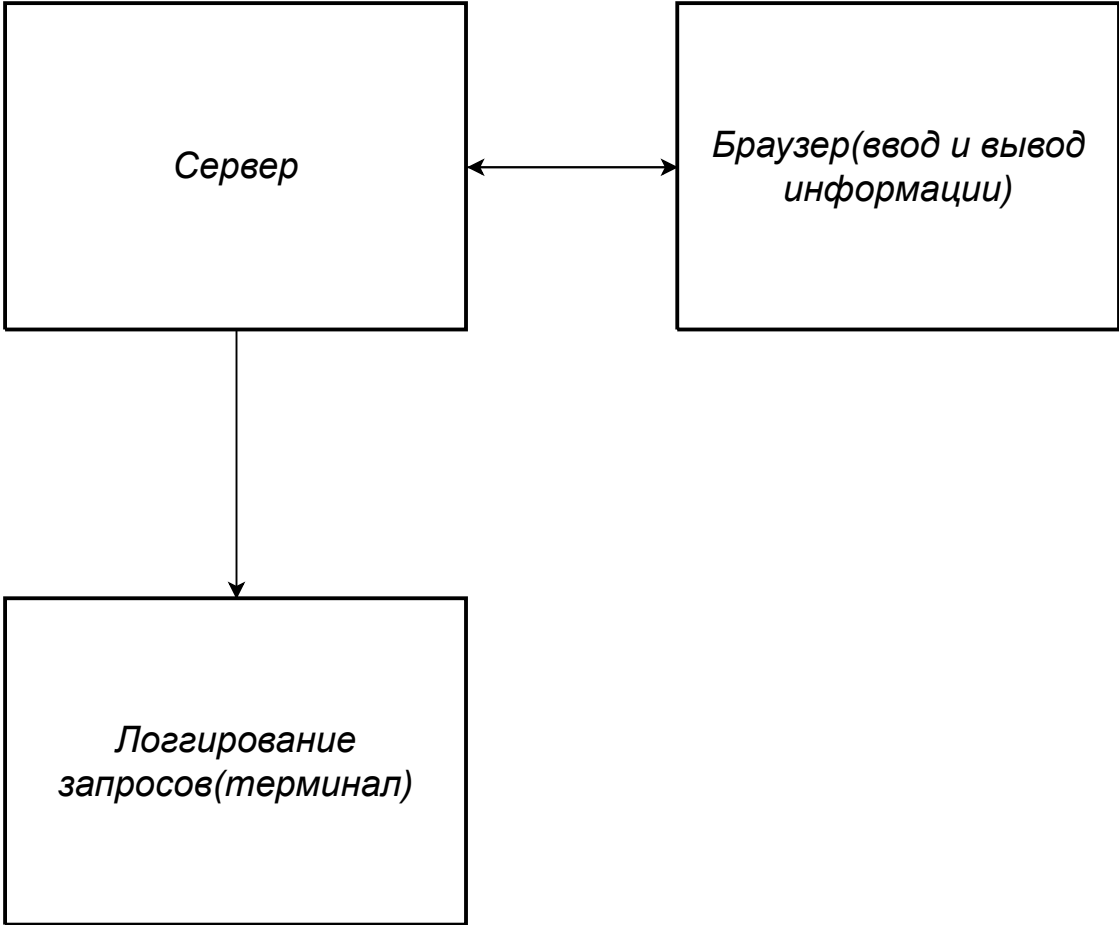 Сервер
Браузер(ввод и вывод
информации)
Логгирование
запросов(терминал)